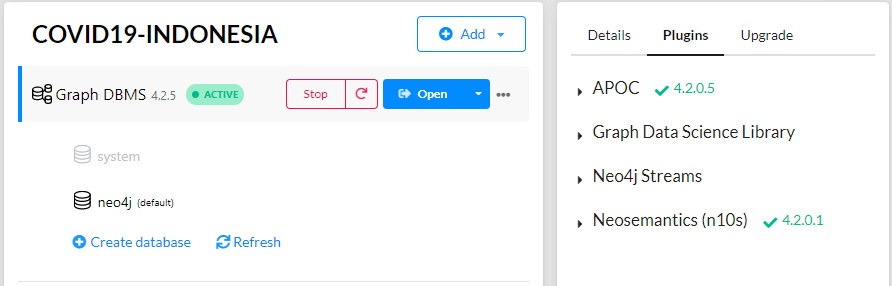 COVID19-INDONESIA
Add
Graph DBMS 4.2.5 ACTIVE Stop Open
system
neo4j (default)
Create database Refresh
Details Plugins Upgrade
APOC 4.2.0.5
Graph Data Science Library
Neo4j Streams
Neosemantics (n10s) 4.2.0.1